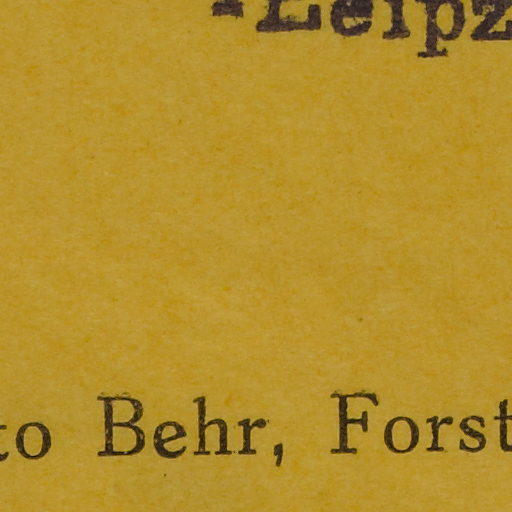 Leipz
to Behr, Forst